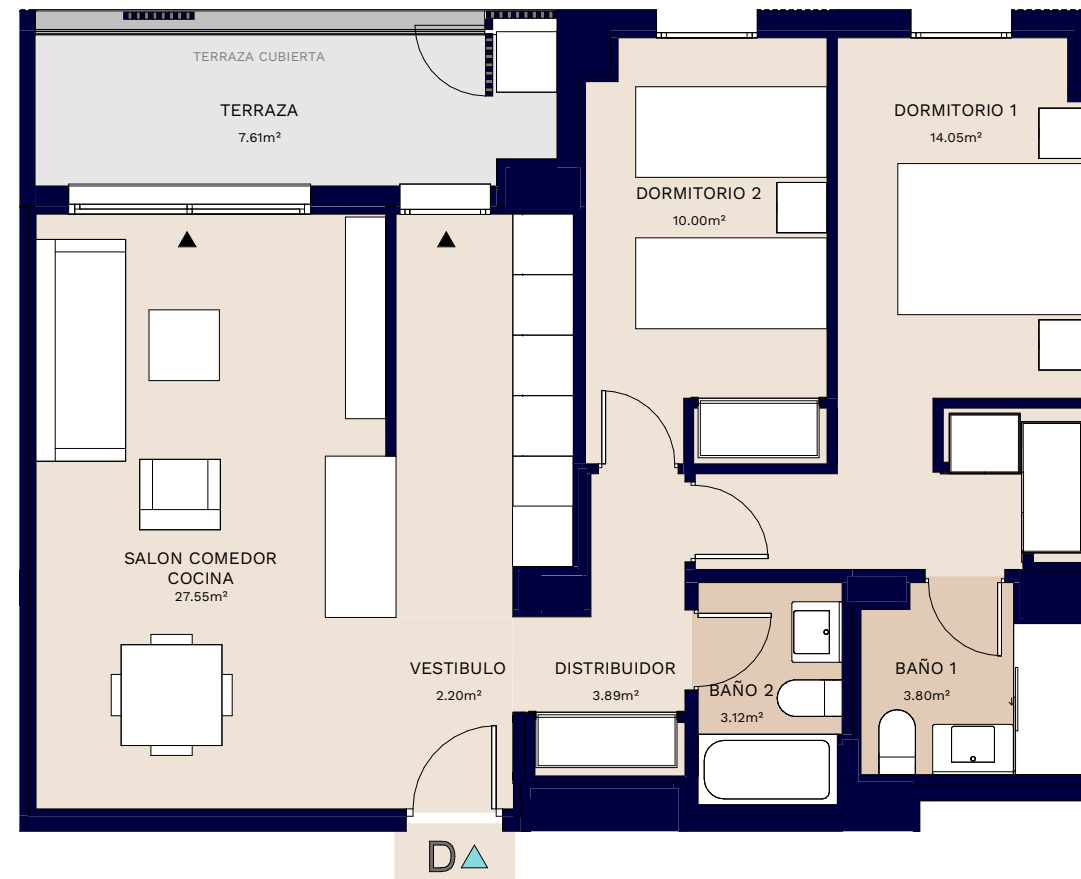 TERRAZA CUBIERTA
TERRAZA
7.61m²
DORMITORIO 1
14.05m²
DORMITORIO 2
10.00m²
SALON COMEDOR
COCINA
27.55m²
VESTIBULO
2.20m²
DISTRIBUIDOR
3.89m²
BAÑO 2
3.12m²
BAÑO 1
3.80m²
D